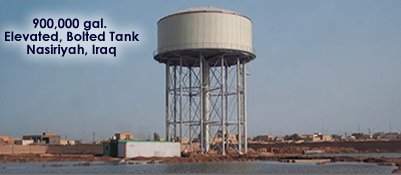 900,000 gal.
Elevated, Bolted Tank
Nasiriyah, Iraq